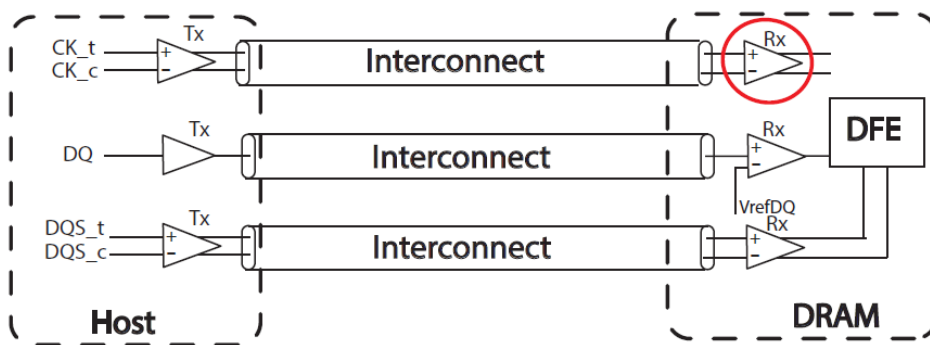 Tx
CK_t
+
Interconnect
Rx
+
CK_c
−
−
DFE
Tx
Rx
DQ
Interconnect
+
−
Tx
VrefDQ
DQS_t
Rx
+
Interconnect
+
DQS_c
−
−
Host
DRAM